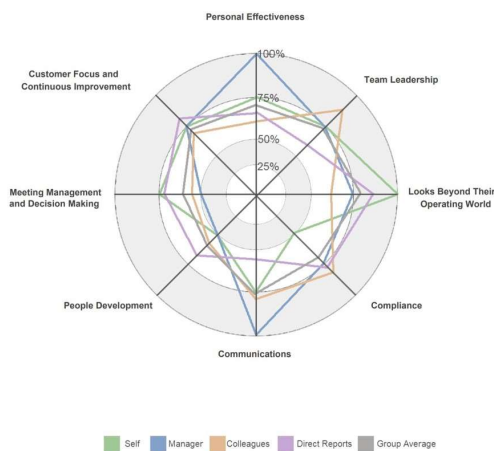 Personal Effectiveness
100%
Customer Focus and
Continuous Improvement
Team Leadership
75%
50%
25%
Meeting Management
and Decision Making
Looks Beyond Their
Operating World
People Development
Compliance
Communications
Self
Manager
Colleagues
Direct Reports
Group Average